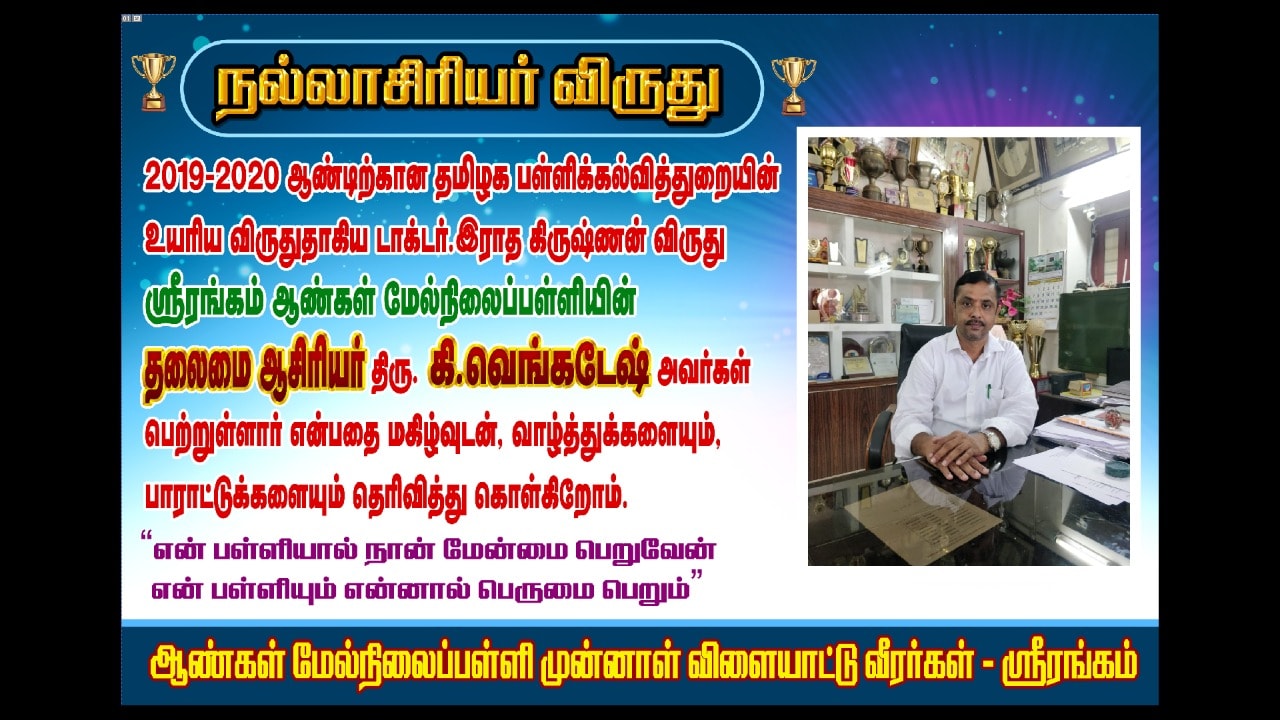 நல்லாசிரியர் விருது
2019-2020 ஆண்டிற்கான தமிழக பள்ளிக்கல்வித்துறையின்
உயரிய விருதுதாகிய டாக்டர்.இராத கிருஷ்ணன் விருது
ஸ்ரீரங்கம் ஆண்கள் மேல்நிலைப்பள்ளியின்
தலைமை ஆசிரியர் திரு. கி.வெங்கடேஷ் அவர்கள்
பெற்றுள்ளார் என்பதை மகிழ்வுடன், வாழ்த்துக்களையும்,
பாராட்டுக்களையும் தெரிவித்து கொள்கிறோம்.
“என் பள்ளியால் நான் மேன்மை பெறுவேன்
என் பள்ளியும் என்னால் பெருமை பெறும்”
ஆண்கள் மேல்நிலைப்பள்ளி முன்னாள் விளையாட்டு வீரர்கள் - ஸ்ரீரங்கம்